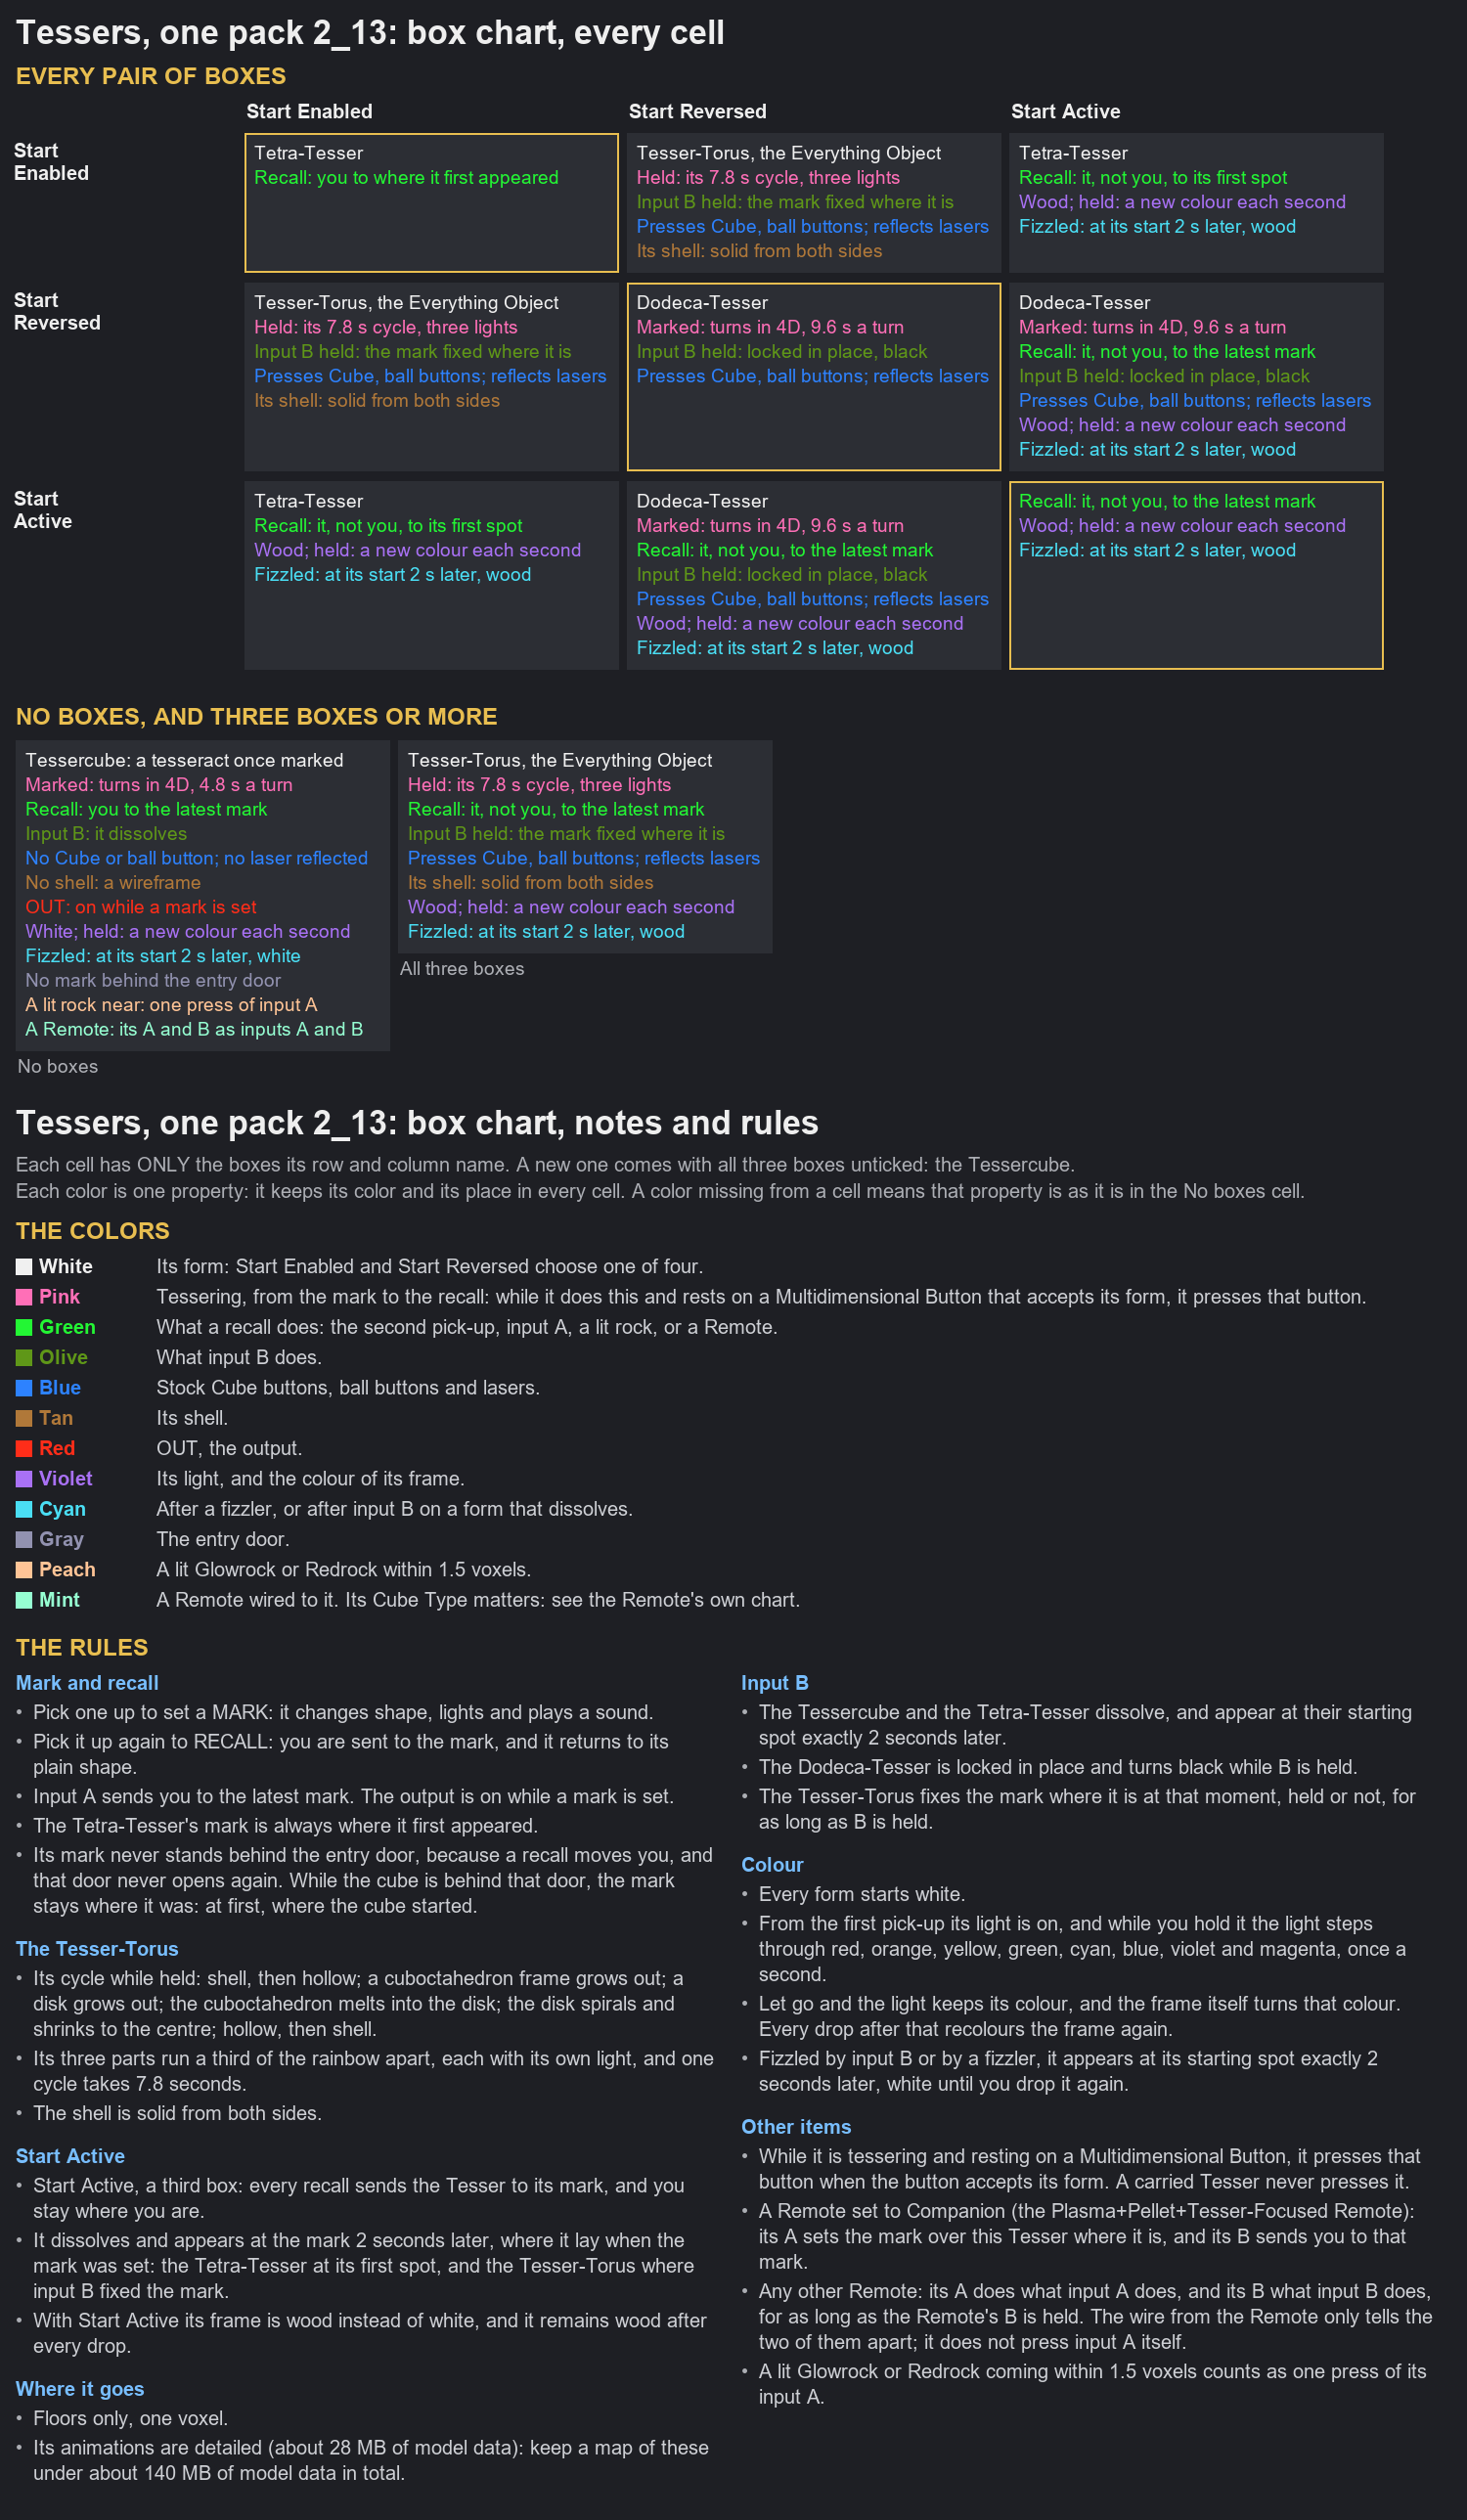 Tessers, one pack 2_13: box chart, every cell
EVERY PAIR OF BOXES
Start Enabled
Start Reversed
Start Active
Start
Enabled
Tetra-Tesser
Recall: you to where it first appeared
Tesser-Torus, the Everything Object
Held: its 7.8 s cycle, three lights
Input B held: the mark fixed where it is
Presses Cube, ball buttons; reflects lasers
Its shell: solid from both sides
Tetra-Tesser
Recall: it, not you, to its first spot
Wood; held: a new colour each second
Fizzled: at its start 2 s later, wood
Start
Reversed
Tesser-Torus, the Everything Object
Held: its 7.8 s cycle, three lights
Input B held: the mark fixed where it is
Presses Cube, ball buttons; reflects lasers
Its shell: solid from both sides
Dodeca-Tesser
Marked: turns in 4D, 9.6 s a turn
Input B held: locked in place, black
Presses Cube, ball buttons; reflects lasers
Dodeca-Tesser
Marked: turns in 4D, 9.6 s a turn
Recall: it, not you, to the latest mark
Input B held: locked in place, black
Presses Cube, ball buttons; reflects lasers
Wood; held: a new colour each second
Fizzled: at its start 2 s later, wood
Start
Active
Tetra-Tesser
Recall: it, not you, to its first spot
Wood; held: a new colour each second
Fizzled: at its start 2 s later, wood
Dodeca-Tesser
Marked: turns in 4D, 9.6 s a turn
Recall: it, not you, to the latest mark
Input B held: locked in place, black
Presses Cube, ball buttons; reflects lasers
Wood; held: a new colour each second
Fizzled: at its start 2 s later, wood
Recall: it, not you, to the latest mark
Wood; held: a new colour each second
Fizzled: at its start 2 s later, wood
NO BOXES, AND THREE BOXES OR MORE
Tessercube: a tesseract once marked
Marked: turns in 4D, 4.8 s a turn
Recall: you to the latest mark
Input B: it dissolves
No Cube or ball button; no laser reflected
No shell: a wireframe
OUT: on while a mark is set
White; held: a new colour each second
Fizzled: at its start 2 s later, white
No mark behind the entry door
A lit rock near: one press of input A
A Remote: its A and B as inputs A and B
No boxes
Tesser-Torus, the Everything Object
Held: its 7.8 s cycle, three lights
Recall: it, not you, to the latest mark
Input B held: the mark fixed where it is
Presses Cube, ball buttons; reflects lasers
Its shell: solid from both sides
Wood; held: a new colour each second
Fizzled: at its start 2 s later, wood
All three boxes
Tessers, one pack 2_13: box chart, notes and rules
Each cell has ONLY the boxes its row and column name. A new one comes with all three boxes unticked: the Tessercube.
Each color is one property: it keeps its color and its place in every cell. A color missing from a cell means that property is as it is in the No boxes cell.
THE COLORS
White Its form: Start Enabled and Start Reversed choose one of four.
Pink Tessering, from the mark to the recall: while it does this and rests on a Multidimensional Button that accepts its form, it presses that button.
Green What a recall does: the second pick-up, input A, a lit rock, or a Remote.
Olive What input B does.
Blue Stock Cube buttons, ball buttons and lasers.
Tan Its shell.
Red OUT, the output.
Violet Its light, and the colour of its frame.
Cyan After a fizzler, or after input B on a form that dissolves.
Gray The entry door.
Peach A lit Glowrock or Redrock within 1.5 voxels.
Mint A Remote wired to it. Its Cube Type matters: see the Remote's own chart.
THE RULES
Mark and recall
• Pick one up to set a MARK: it changes shape, lights and plays a sound.
• Pick it up again to RECALL: you are sent to the mark, and it returns to its
plain shape.
• Input A sends you to the latest mark. The output is on while a mark is set.
• The Tetra-Tesser's mark is always where it first appeared.
• Its mark never stands behind the entry door, because a recall moves you, and
that door never opens again. While the cube is behind that door, the mark
stays where it was: at first, where the cube started.
The Tesser-Torus
• Its cycle while held: shell, then hollow; a cuboctahedron frame grows out; a
disk grows out; the cuboctahedron melts into the disk; the disk spirals and
shrinks to the centre; hollow, then shell.
• Its three parts run a third of the rainbow apart, each with its own light, and one
cycle takes 7.8 seconds.
• The shell is solid from both sides.
Start Active
• Start Active, a third box: every recall sends the Tesser to its mark, and you
stay where you are.
• It dissolves and appears at the mark 2 seconds later, where it lay when the
mark was set: the Tetra-Tesser at its first spot, and the Tesser-Torus where
input B fixed the mark.
• With Start Active its frame is wood instead of white, and it remains wood after
every drop.
Where it goes
• Floors only, one voxel.
• Its animations are detailed (about 28 MB of model data): keep a map of these
under about 140 MB of model data in total.
Input B
• The Tessercube and the Tetra-Tesser dissolve, and appear at their starting
spot exactly 2 seconds later.
• The Dodeca-Tesser is locked in place and turns black while B is held.
• The Tesser-Torus fixes the mark where it is at that moment, held or not, for
as long as B is held.
Colour
• Every form starts white.
• From the first pick-up its light is on, and while you hold it the light steps
through red, orange, yellow, green, cyan, blue, violet and magenta, once a
second.
• Let go and the light keeps its colour, and the frame itself turns that colour.
Every drop after that recolours the frame again.
• Fizzled by input B or by a fizzler, it appears at its starting spot exactly 2
seconds later, white until you drop it again.
Other items
• While it is tessering and resting on a Multidimensional Button, it presses that
button when the button accepts its form. A carried Tesser never presses it.
• A Remote set to Companion (the Plasma+Pellet+Tesser-Focused Remote):
its A sets the mark over this Tesser where it is, and its B sends you to that
mark.
• Any other Remote: its A does what input A does, and its B what input B does,
for as long as the Remote's B is held. The wire from the Remote only tells the
two of them apart; it does not press input A itself.
• A lit Glowrock or Redrock coming within 1.5 voxels counts as one press of its
input A.